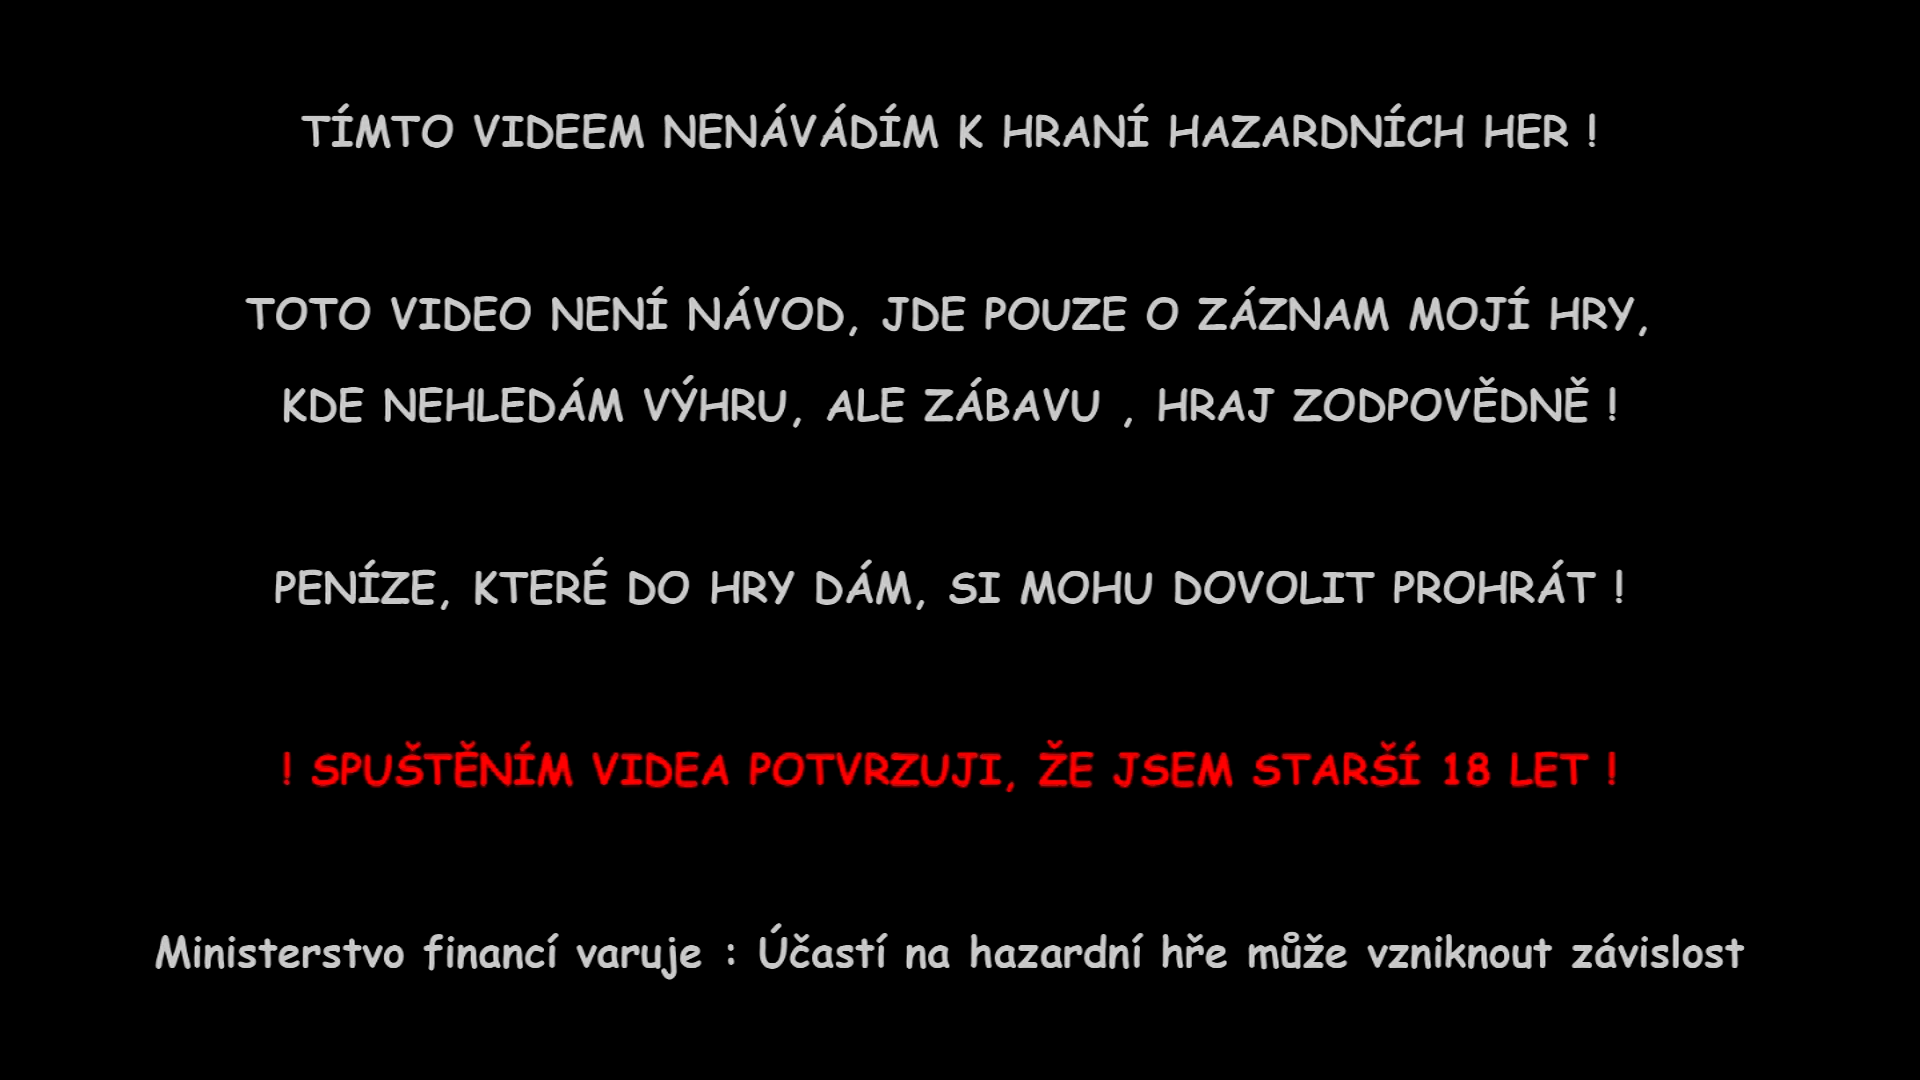 TÍMTO VIDEEM NENÁVÁDÍM K HRANÍ HAZARDNÍCH HER !
TOTO VIDEO NENÍ NÁVOD, JDE POUZE O ZÁZNAM MOJÍ HRY,
KDE NEHLEDÁM VÝHRU, ALE ZÁBAVU , HRAJ ZODPOVĚDNĚ !
PENÍZE, KTERÉ DO HRY DÁM, SI MOHU DOVOLIT PROHRÁT !
! SPUŠTĚNÍM VIDEA POTVRZUJI, ŽE JSEM STARŠÍ 18 LET !
Ministerstvo financí varuje : Účastí na hazardní hře může vzniknout závislost